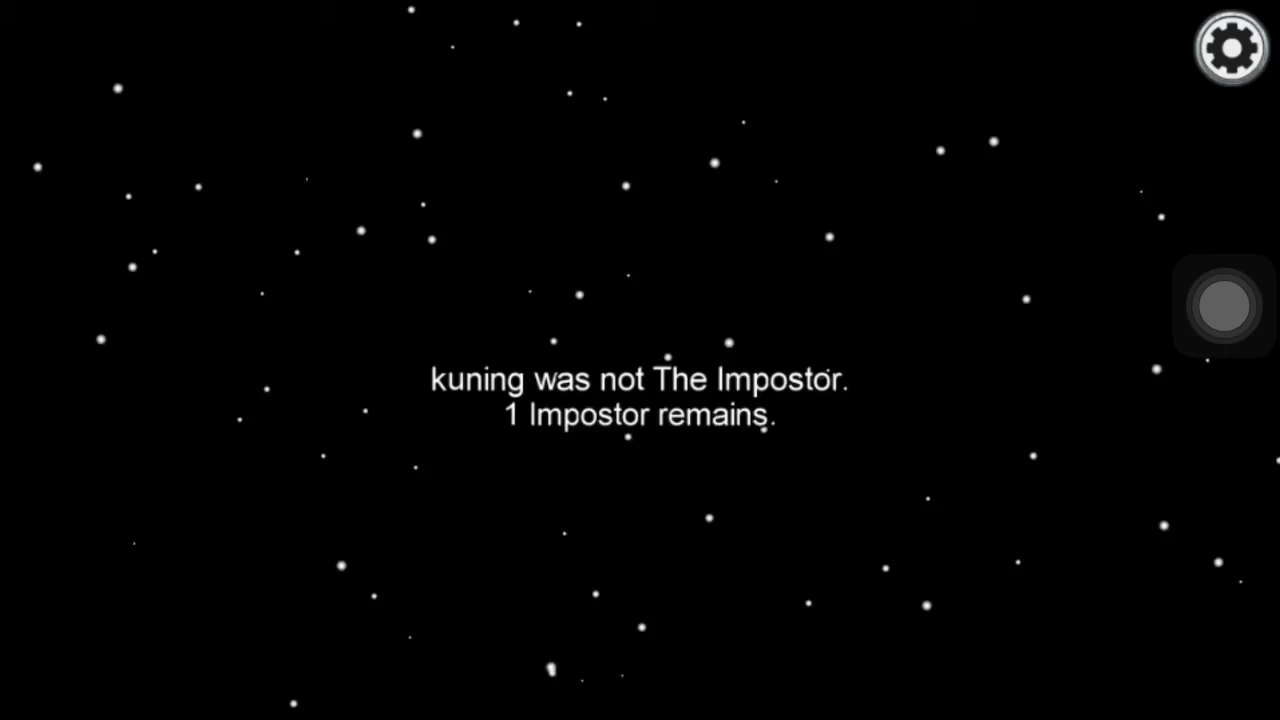 kuning was not The Impostor.
1 Impostor remains.